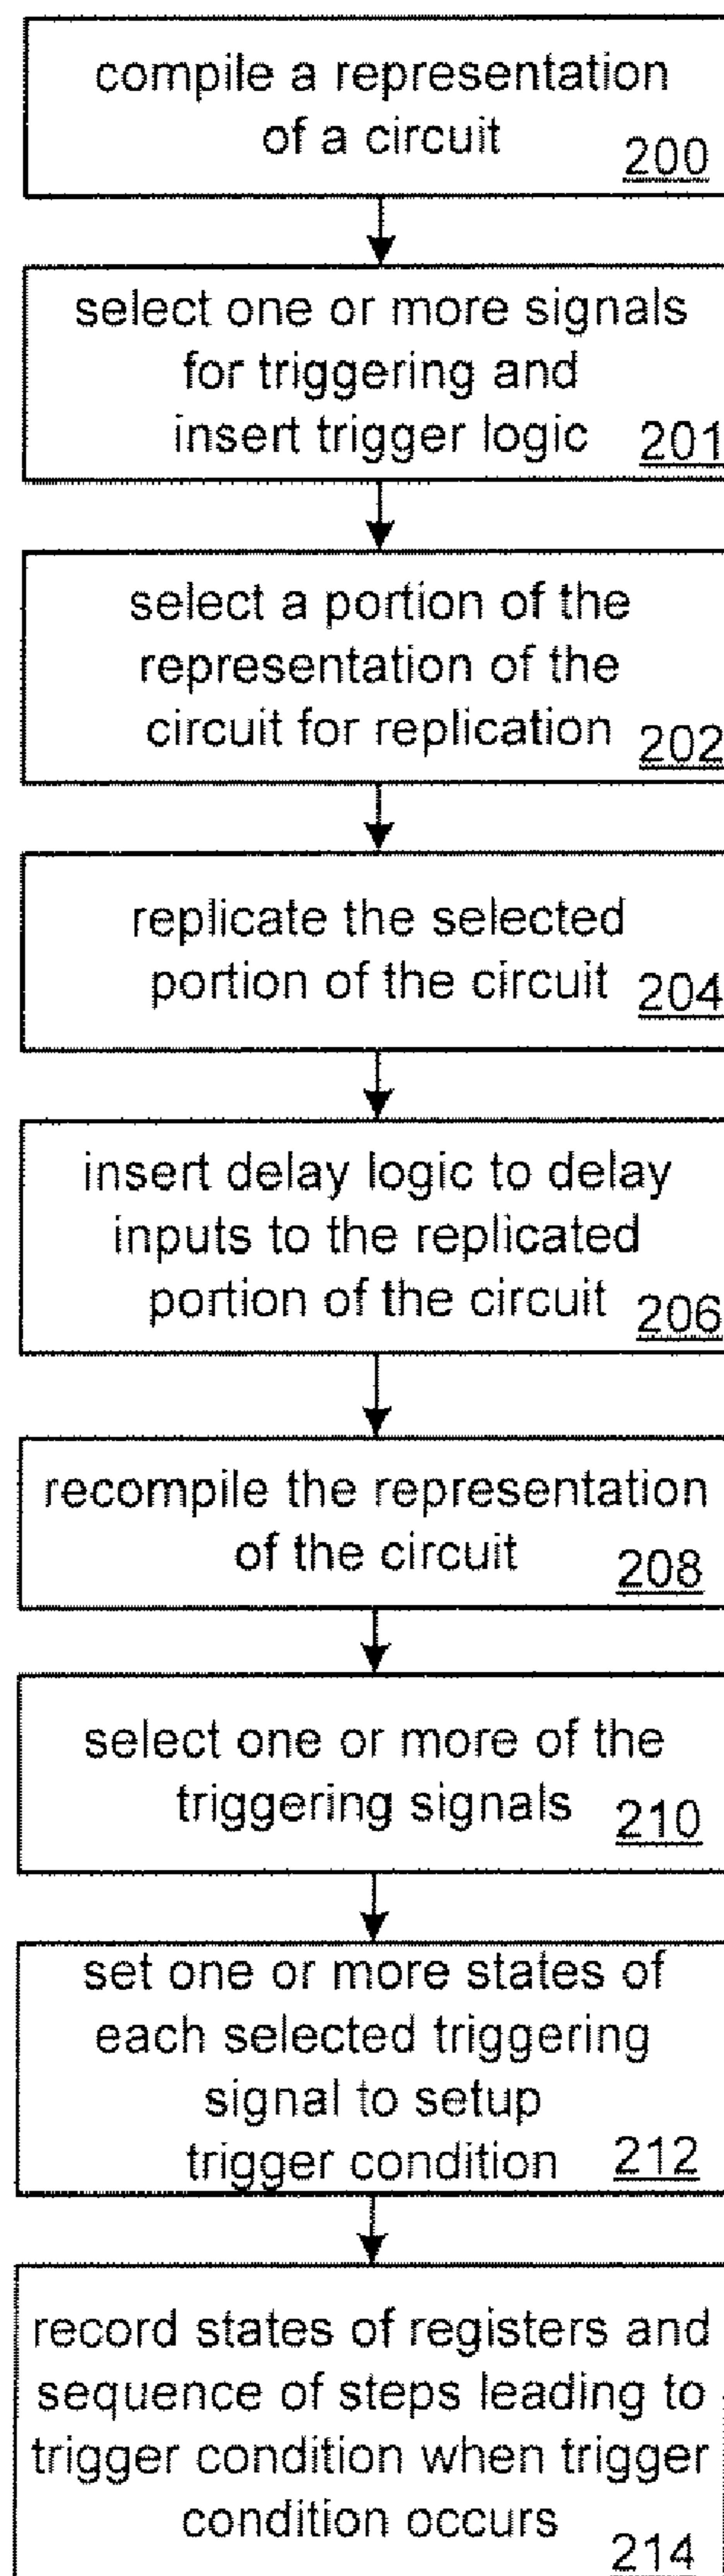 compile a representation
of a circuit
200
select one or more signals
for triggering and
insert trigger logic
201
select a portion of the
representation of the
circuit for replication
202
replicate the selected
portion of the circuit
204
insert delay logic to delay
inputs to the replicated
portion of the circuit
206
recompile the representation
of the circuit
208
select one or more of the
triggering signals
210
set one or more states of
each selected triggering
signal to setup
trigger condition
212
record states of registers and
sequence of steps leading to
trigger condition when trigger
condition occurs
214